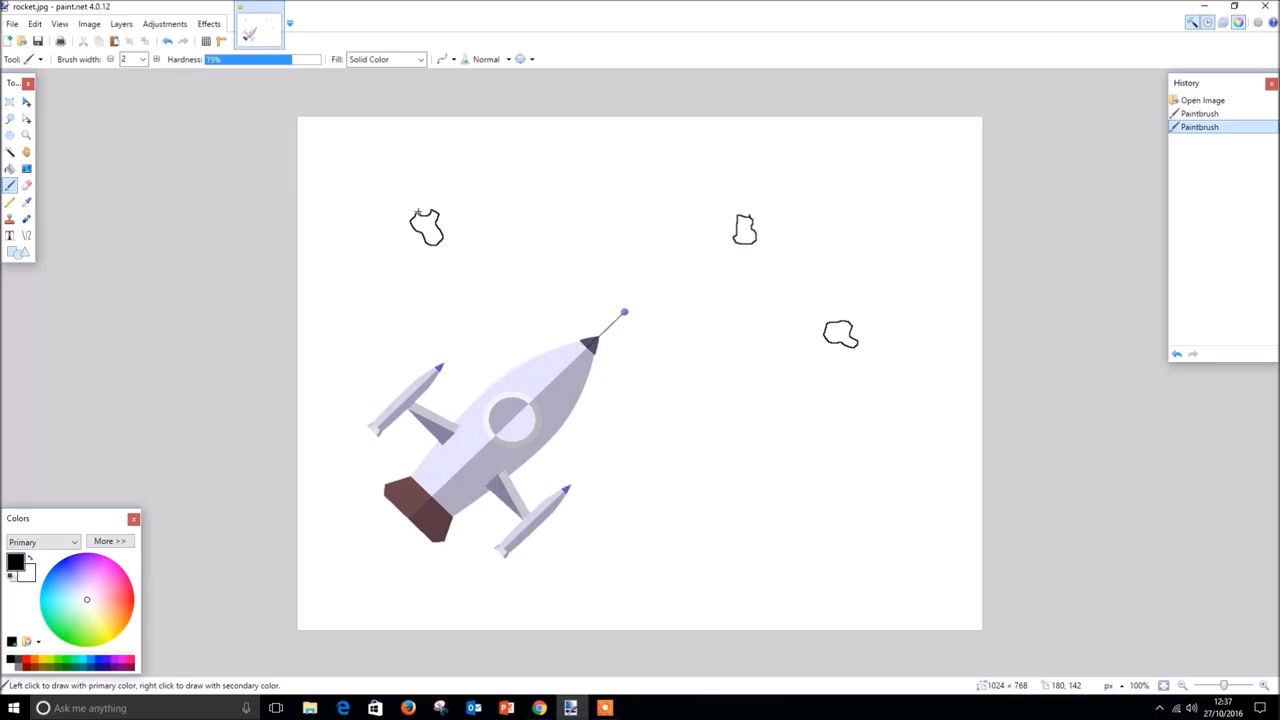 rocket.jpg - paint.net 4.0.12
File Edit View Image Layers Adjustments Effects
Tool: Brush width: 2 Hardness: 75% Fill: Solid Color Normal
To...
History
Open Image
Paintbrush
Paintbrush
Colors
Primary More >>
Left click to draw with primary color, right click to draw with secondary color. 1024 × 768 180, 142 px 100%
Ask me anything
12:37
27/10/2016